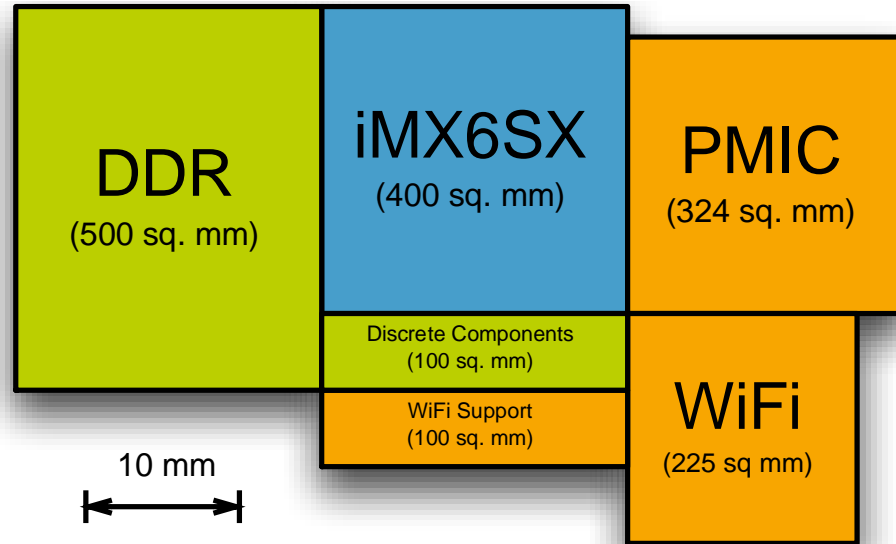 DDR
(500 sq. mm)
iMX6SX
(400 sq. mm)
PMIC
(324 sq. mm)
Discrete Components
(100 sq. mm)
WiFi Support
(100 sq. mm)
WiFi
(225 sq mm)
10 mm